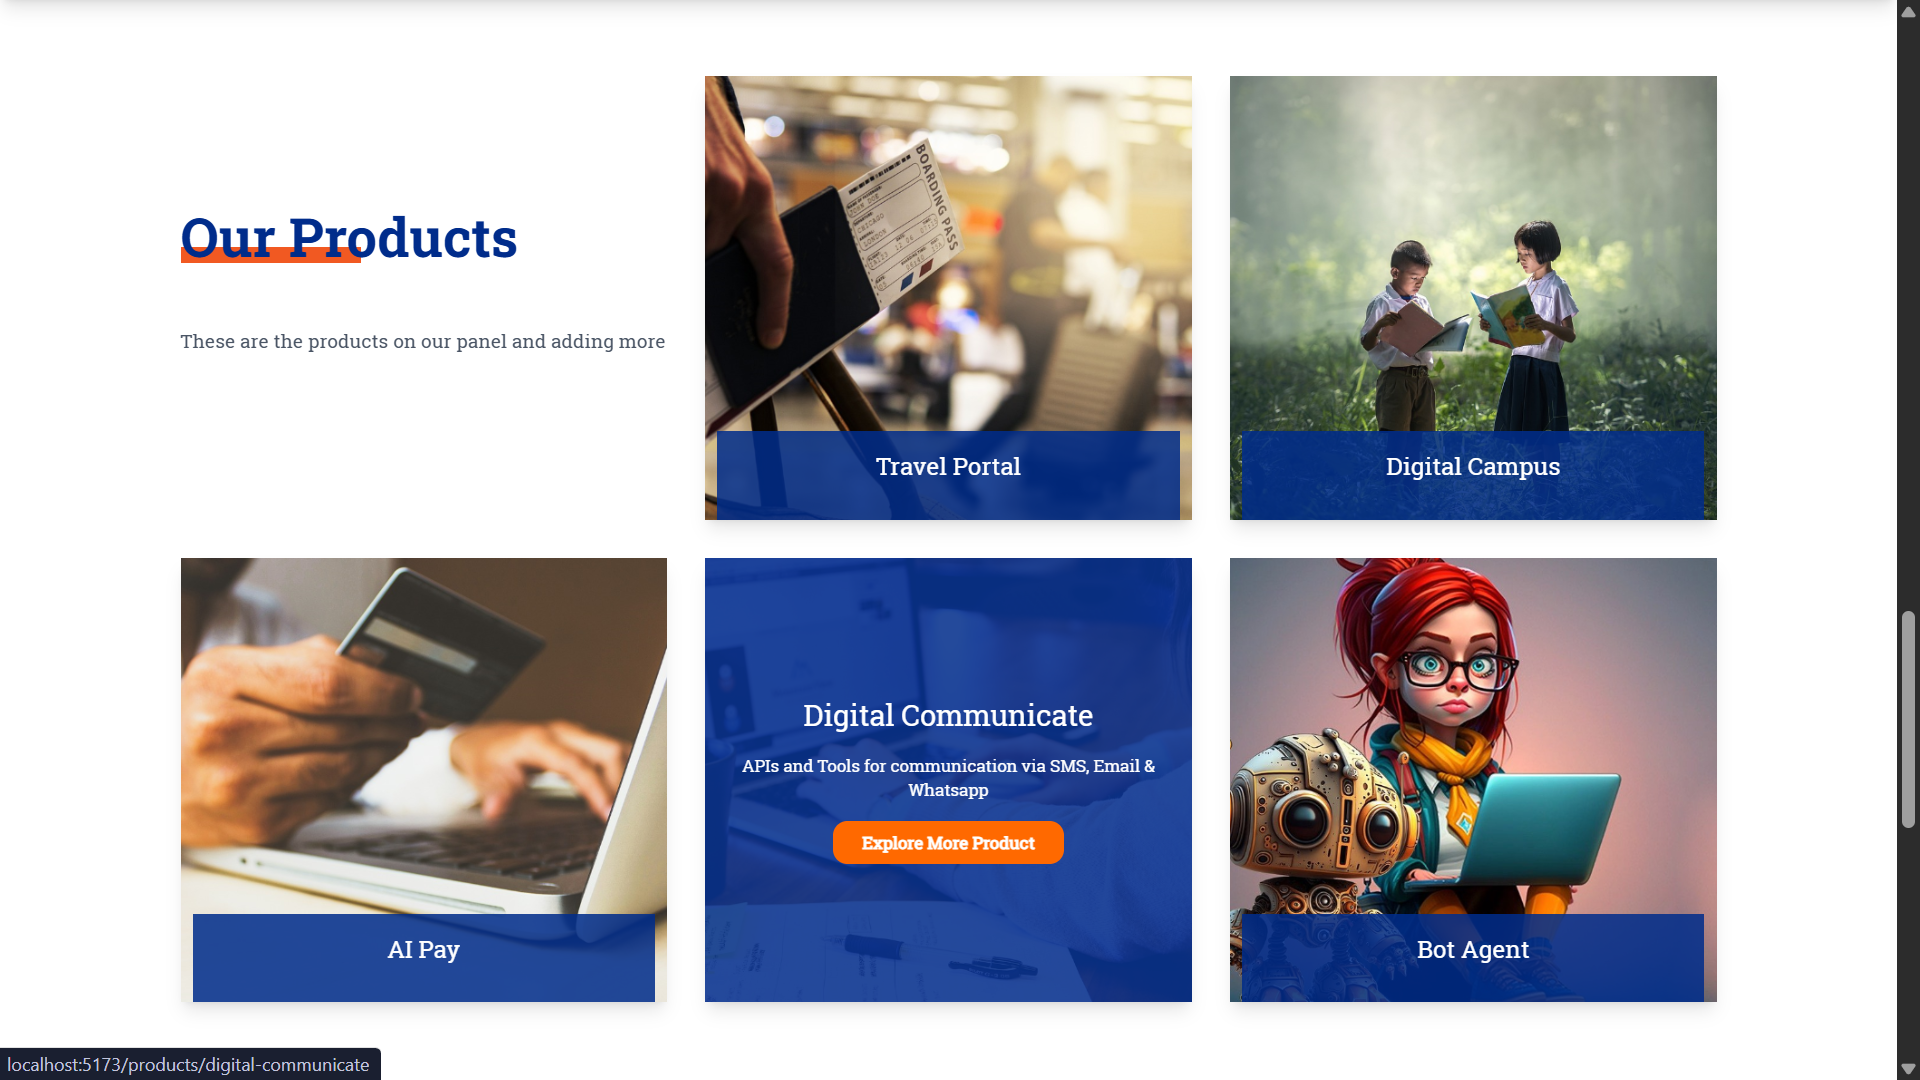 Our Products
These are the products on our panel and adding more
BOARDING PASS
CHICAGO
LONDON
Travel Portal
Digital Campus
AI Pay
Digital Communicate
APIs and Tools for communication via SMS, Email &
Whatsapp
Explore More Product
Bot Agent
localhost:5173/products/digital-communicate